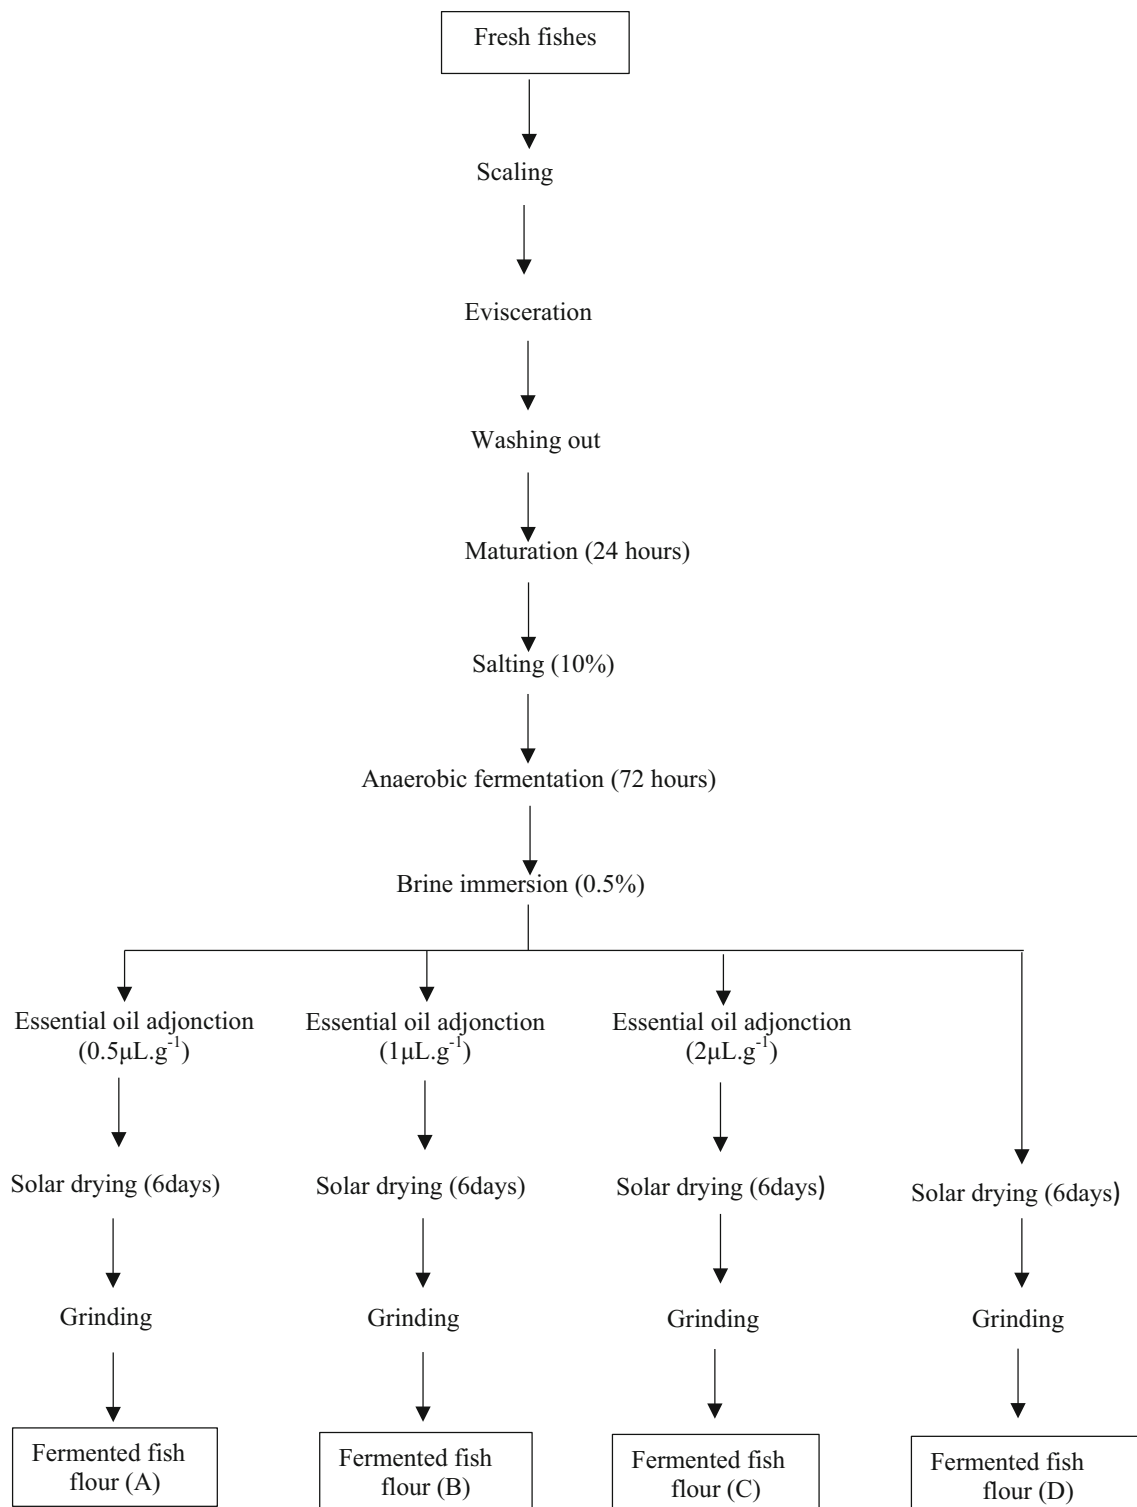 Fresh fishes
Scaling
Evisceration
Washing out
Maturation (24 hours)
Salting (10%)
Anaerobic fermentation (72 hours)
Brine immersion (0.5%)
Essential oil adjonction
(0.5µL.g⁻¹)
Essential oil adjonction
(1µL.g⁻¹)
Essential oil adjonction
(2µL.g⁻¹)
Solar drying (6days)
Solar drying (6days)
Solar drying (6days)
Solar drying (6days)
Grinding
Grinding
Grinding
Grinding
Fermented fish
flour (A)
Fermented fish
flour (B)
Fermented fish
flour (C)
Fermented fish
flour (D)